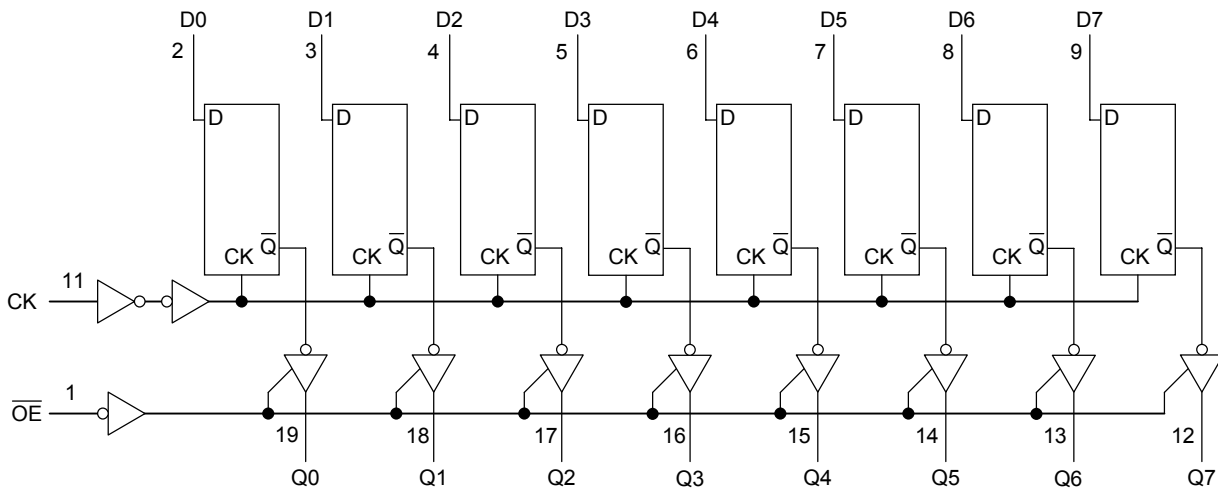 D0 D1 D2 D3 D4 D5 D6 D7
2 3 4 5 6 7 8 9
D D D D D D D D
Q̅ Q̅ Q̅ Q̅ Q̅ Q̅ Q̅ Q̅
CK CK CK CK CK CK CK CK
11
CK
1
O̅E̅
19 18 17 16 15 14 13 12
Q0 Q1 Q2 Q3 Q4 Q5 Q6 Q7